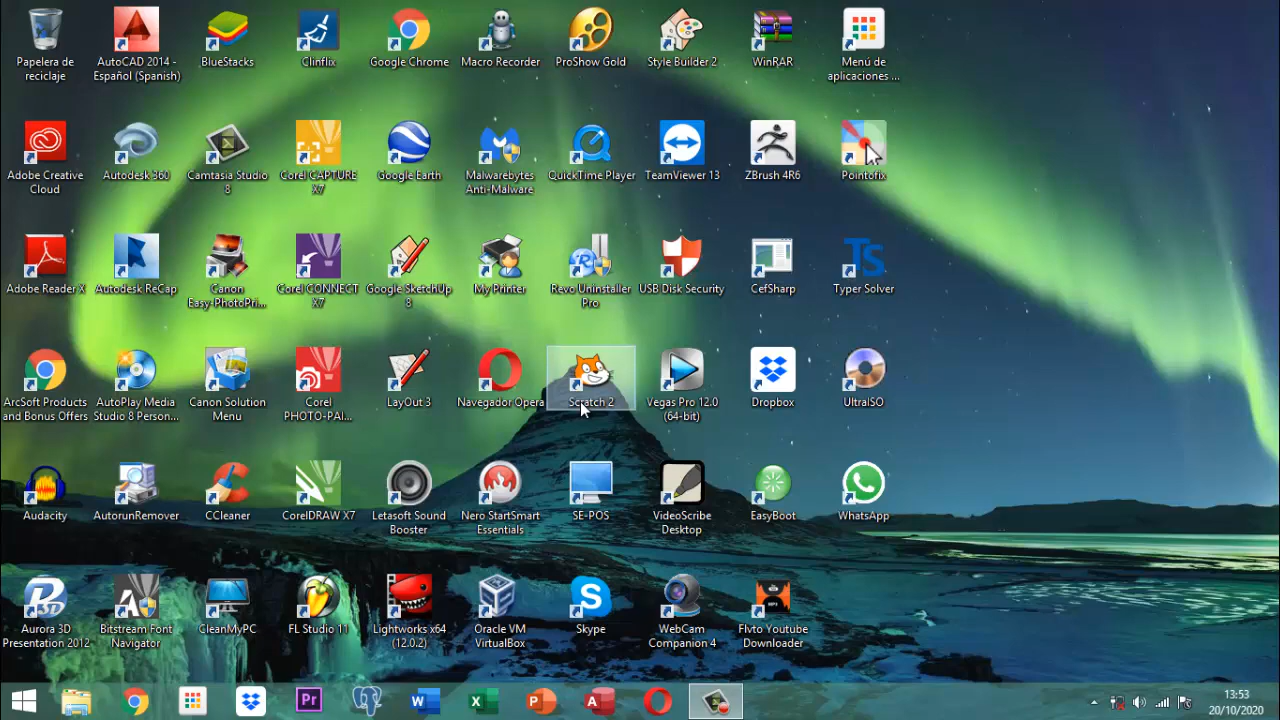 Papelera de
reciclaje
AutoCAD 2014 -
Español (Spanish)
BlueStacks
Clinflix
Google Chrome
Macro Recorder
ProShow Gold
Style Builder 2
WinRAR
Menú de
aplicaciones ...
Adobe Creative
Cloud
Autodesk 360
Camtasia Studio
8
Corel CAPTURE
X7
Google Earth
Malwarebytes
Anti-Malware
QuickTime Player
TeamViewer 13
ZBrush 4R6
Pointofix
Adobe Reader X
Autodesk ReCap
Canon
Easy-PhotoPri...
Corel CONNECT
X7
Google SketchUp
8
My Printer
Revo Uninstaller
Pro
USB Disk Security
CefSharp
TS
Typer Solver
ArcSoft Products
and Bonus Offers
AutoPlay Media
Studio 8 Person...
Canon Solution
Menu
Corel
PHOTO-PAI...
LayOut 3
Navegador Opera
Scratch 2
Vegas Pro 12.0
(64-bit)
Dropbox
UltraISO
Audacity
AutorunRemover
CCleaner
CorelDRAW X7
Letasoft Sound
Booster
Nero StartSmart
Essentials
SE-POS
VideoScribe
Desktop
EasyBoot
WhatsApp
Aurora 3D
Presentation 2012
Bitstream Font
Navigator
CleanMyPC
FL Studio 11
Lightworks x64
(12.0.2)
Oracle VM
VirtualBox
Skype
WebCam
Companion 4
Flvto Youtube
Downloader
Pr
13:53
20/10/2020